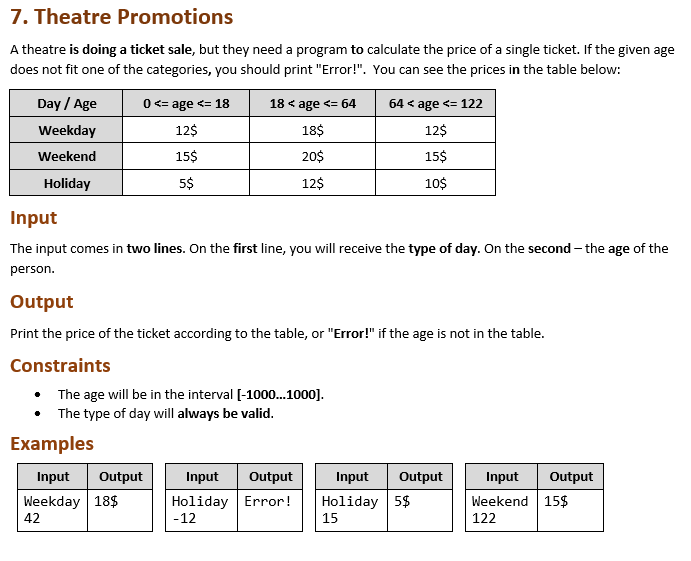 7. Theatre Promotions
A theatre is doing a ticket sale, but they need a program to calculate the price of a single ticket. If the given age
does not fit one of the categories, you should print "Error!".  You can see the prices in the table below:
Day / Age 0 <= age <= 18 18 < age <= 64 64 < age <= 122
Weekday 12$ 18$ 12$
Weekend 15$ 20$ 15$
Holiday 5$ 12$ 10$
Input
The input comes in two lines. On the first line, you will receive the type of day. On the second – the age of the
person.
Output
Print the price of the ticket according to the table, or "Error!" if the age is not in the table.
Constraints
• The age will be in the interval [-1000…1000].
• The type of day will always be valid.
Examples
Input Output Input Output Input Output Input Output
Weekday 18$ Holiday Error! Holiday 5$ Weekend 15$
42 -12 15 122